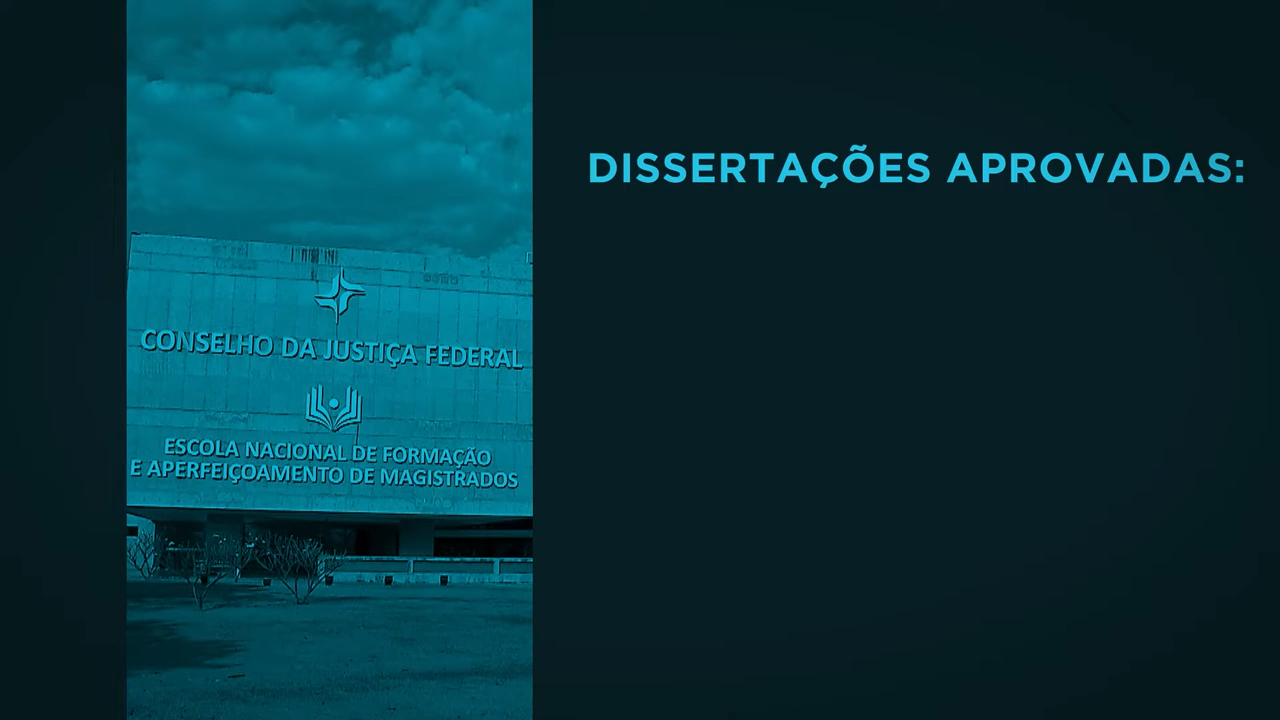 DISSERTAÇÕES APROVADAS:
CONSELHO DA JUSTIÇA FEDERAL
ESCOLA NACIONAL DE FORMAÇÃO
E APERFEIÇOAMENTO DE MAGISTRADOS